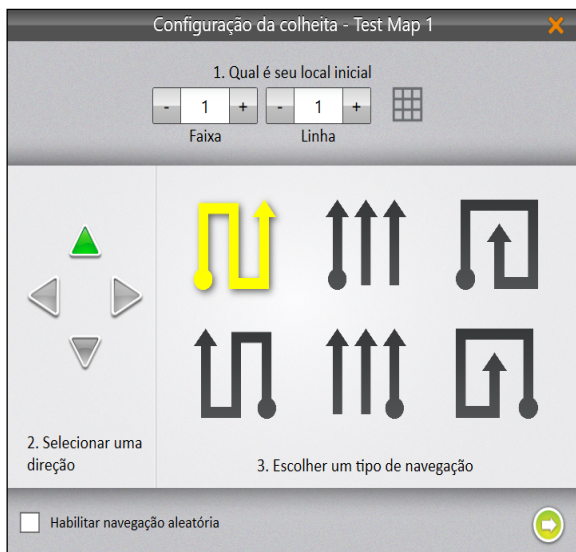 Configuração da colheita - Test Map 1
1. Qual é seu local inicial
- 1 + - 1 +
Faixa Linha
2. Selecionar uma
direção
3. Escolher um tipo de navegação
Habilitar navegação aleatória